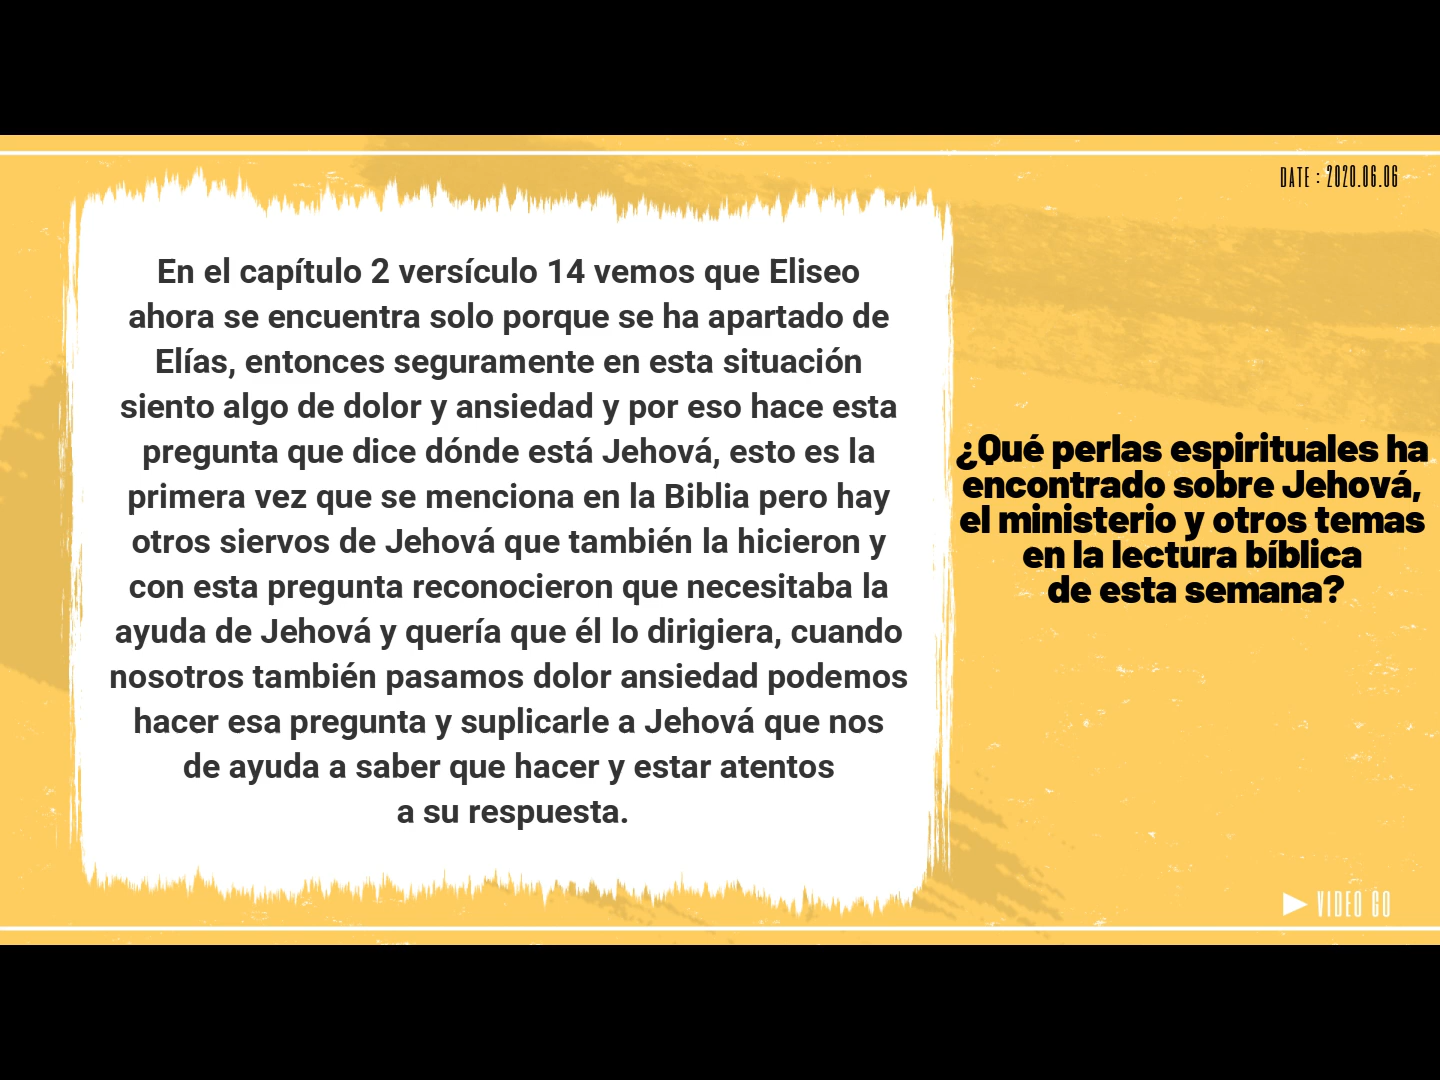 DATE : 2020.06.06
En el capítulo 2 versículo 14 vemos que Eliseo
ahora se encuentra solo porque se ha apartado de
Elías, entonces seguramente en esta situación
siento algo de dolor y ansiedad y por eso hace esta
pregunta que dice dónde está Jehová, esto es la
primera vez que se menciona en la Biblia pero hay
otros siervos de Jehová que también la hicieron y
con esta pregunta reconocieron que necesitaba la
ayuda de Jehová y quería que él lo dirigiera, cuando
nosotros también pasamos dolor ansiedad podemos
hacer esa pregunta y suplicarle a Jehová que nos
de ayuda a saber que hacer y estar atentos
a su respuesta.
¿Qué perlas espirituales ha
encontrado sobre Jehová,
el ministerio y otros temas
en la lectura bíblica
de esta semana?
VIDEO GO